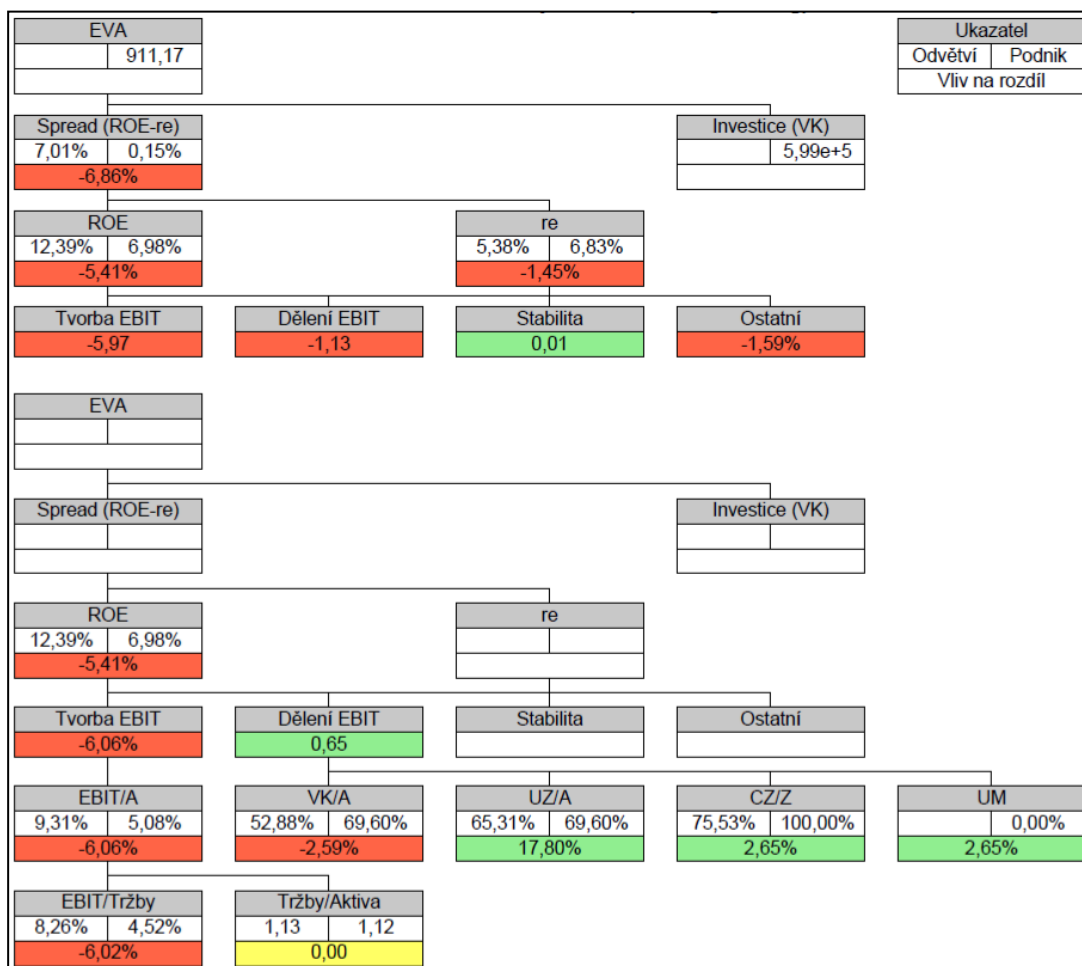 EVA
911,17
Ukazatel
Odvětví Podnik
Vliv na rozdíl
Spread (ROE-re) Investice (VK)
7,01% 0,15% 5,99e+5
-6,86%
ROE re
12,39% 6,98% 5,38% 6,83%
-5,41% -1,45%
Tvorba EBIT Dělení EBIT Stabilita Ostatní
-5,97 -1,13 0,01 -1,59%
EVA
Spread (ROE-re) Investice (VK)
ROE re
12,39% 6,98%
-5,41%
Tvorba EBIT Dělení EBIT Stabilita Ostatní
-6,06% 0,65
EBIT/A VK/A UZ/A CZ/Z UM
9,31% 5,08% 52,88% 69,60% 65,31% 69,60% 75,53% 100,00% 0,00%
-6,06% -2,59% 17,80% 2,65% 2,65%
EBIT/Tržby Tržby/Aktiva
8,26% 4,52% 1,13 1,12
-6,02% 0,00